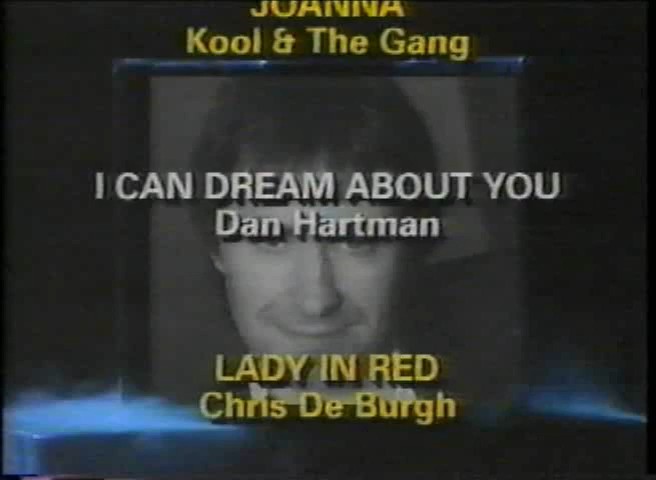 JOANNA
Kool & The Gang
I CAN DREAM ABOUT YOU
Dan Hartman
LADY IN RED
Chris De Burgh